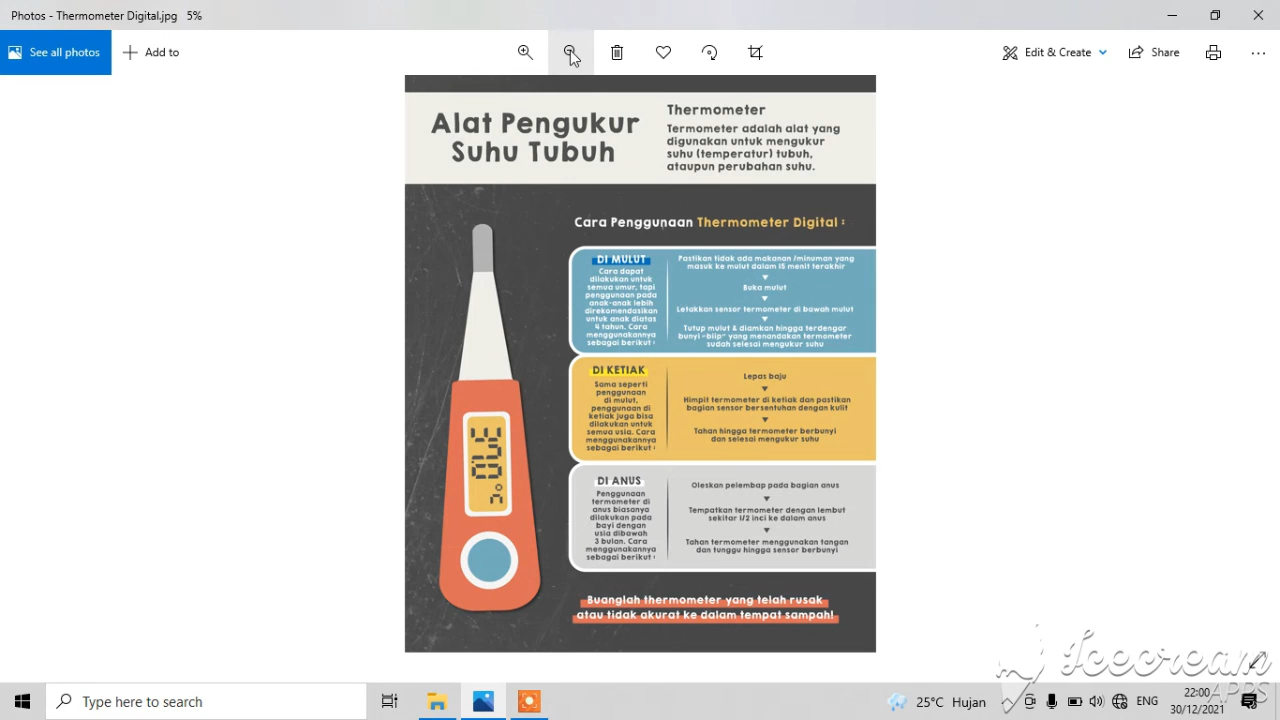 Photos - Alat_Pengukur_Suhu_Tubuh.jpg 5%
See all photos
Add to
Edit & Create
Share
Alat Pengukur
Suhu Tubuh
Thermometer
Termometer adalah alat yang
digunakan untuk mengukur
suhu (temperatur) tubuh,
ataupun perubahan suhu.
Cara Penggunaan Thermometer Digital :
DI MULUT
Cara dapat
dilakukan untuk
semua umur, tapi
penggunaan pada
anak-anak lebih
direkomendasikan
untuk anak diatas
4 tahun. Cara
menggunakannya
sebagai berikut :
Pastikan tidak ada makanan /minuman yang
masuk ke mulut dalam 15 menit terakhir
Buka mulut
Letakkan sensor termometer di bawah mulut
Tutup mulut & diamkan hingga terdengar
bunyi "biip" yang menandakan termometer
sudah selesai mengukur suhu
DI KETIAK
Sama seperti
penggunaan
di mulut,
penggunaan di
ketiak juga bisa
dilakukan untuk
semua usia. Cara
menggunakannya
sebagai berikut :
Lepas baju
Himpit termometer di ketiak dan pastikan
bagian sensor bersentuhan dengan kulit
Tahan hingga termometer berbunyi
dan selesai mengukur suhu
DI ANUS
Penggunaan
termometer di
anus biasanya
dilakukan pada
bayi dengan
usia dibawah
3 bulan. Cara
menggunakannya
sebagai berikut :
Oleskan pelembap pada bagian anus
Tempatkan termometer dengan lembut
sekitar 1/2 inci ke dalam anus
Tahan termometer menggunakan tangan
dan tunggu hingga sensor berbunyi
Buanglah thermometer yang telah rusak
atau tidak akurat ke dalam tempat sampah!
Icecream
APPS
Type here to search
25°C Hujan
ENG
22:00
30/12/2021